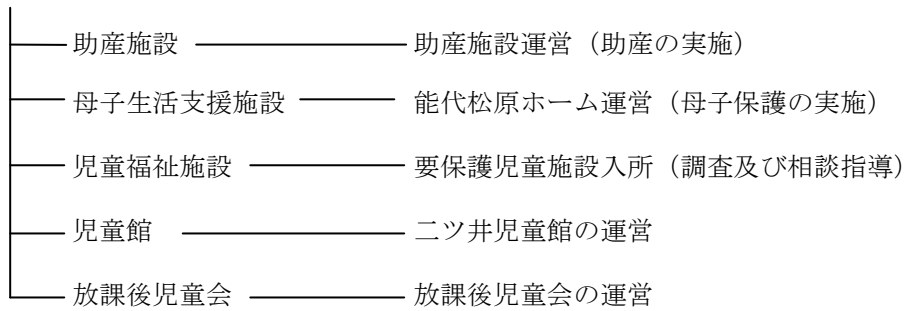 助産施設 助産施設運営（助産の実施）
母子生活支援施設 能代松原ホーム運営（母子保護の実施）
児童福祉施設 要保護児童施設入所（調査及び相談指導）
児童館 二ツ井児童館の運営
放課後児童会 放課後児童会の運営